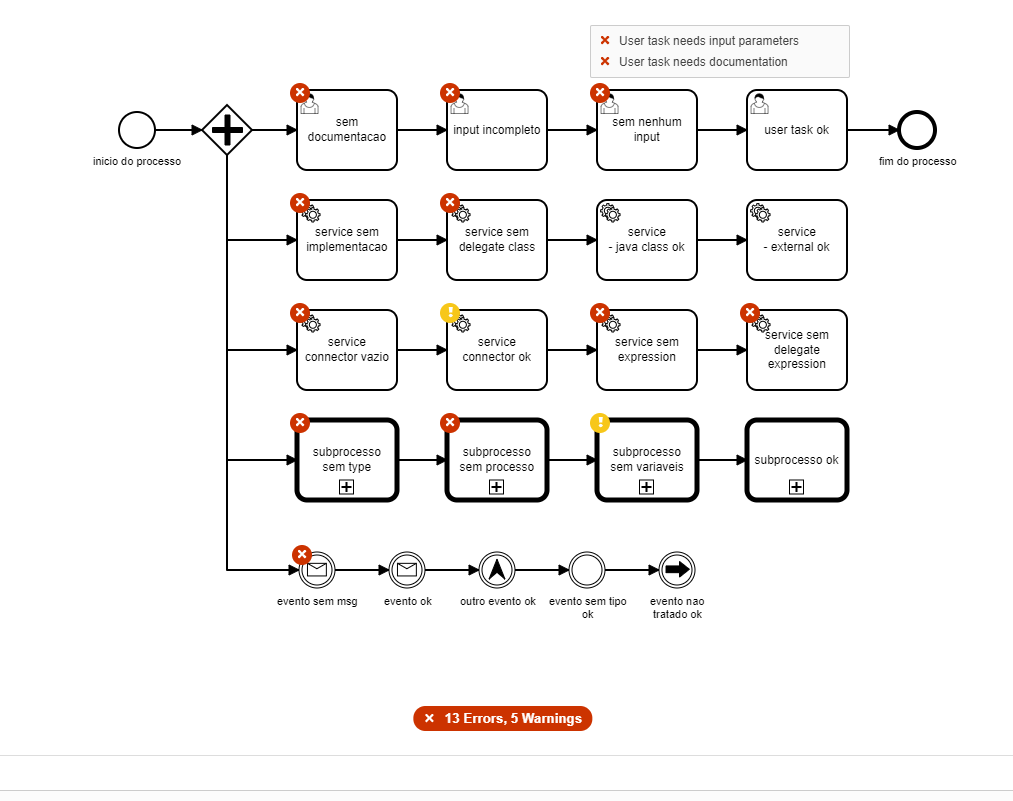 User task needs input parameters
User task needs documentation
sem
documentacao
input incompleto
sem nenhum
input
user task ok
inicio do processo
fim do processo
service sem
implementacao
service sem
delegate class
service
- java class ok
service
- external ok
service
connector vazio
service
connector ok
service sem
expression
service sem
delegate
expression
subprocesso
sem type
subprocesso
sem processo
subprocesso
sem variaveis
subprocesso ok
evento sem msg
evento ok
outro evento ok
evento sem tipo
ok
evento nao
tratado ok
13 Errors, 5 Warnings